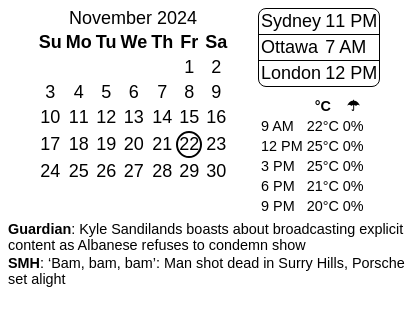 November 2024
Su Mo Tu We Th Fr Sa
1 2
3 4 5 6 7 8 9
10 11 12 13 14 15 16
17 18 19 20 21 22 23
24 25 26 27 28 29 30
Sydney 11 PM
Ottawa 7 AM
London 12 PM
°C ☂
9 AM 22°C 0%
12 PM 25°C 0%
3 PM 25°C 0%
6 PM 21°C 0%
9 PM 20°C 0%
Guardian: Kyle Sandilands boasts about broadcasting explicit
content as Albanese refuses to condemn show
SMH: ‘Bam, bam, bam’: Man shot dead in Surry Hills, Porsche
set alight